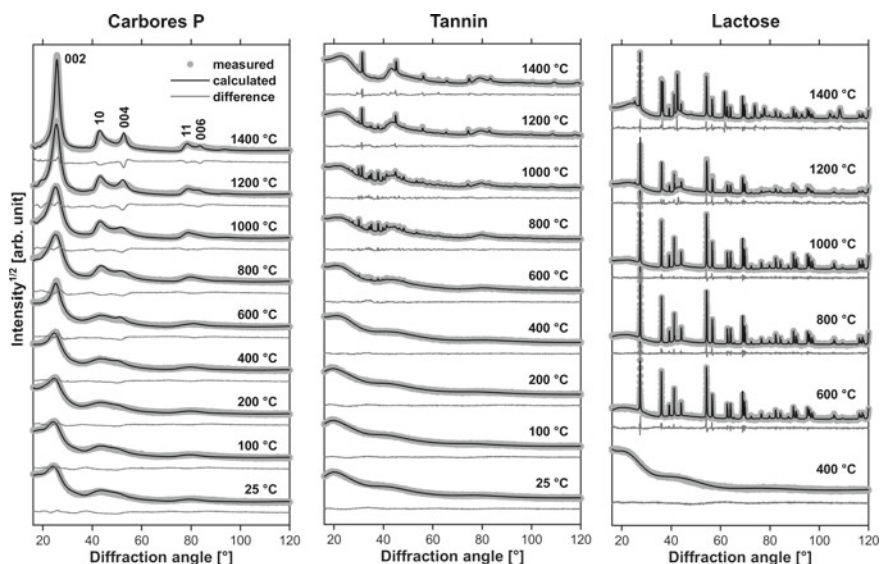 Carbores P
002
measured
calculated
difference
10
004
11
006
1400 °C
1200 °C
1000 °C
800 °C
600 °C
400 °C
200 °C
100 °C
25 °C
Intensity1/2 [arb. unit]
20 40 60 80 100 120
Diffraction angle [°]
Tannin
1400 °C
1200 °C
1000 °C
800 °C
600 °C
400 °C
200 °C
100 °C
25 °C
20 40 60 80 100 120
Diffraction angle [°]
Lactose
1400 °C
1200 °C
1000 °C
800 °C
600 °C
400 °C
20 40 60 80 100 120
Diffraction angle [°]